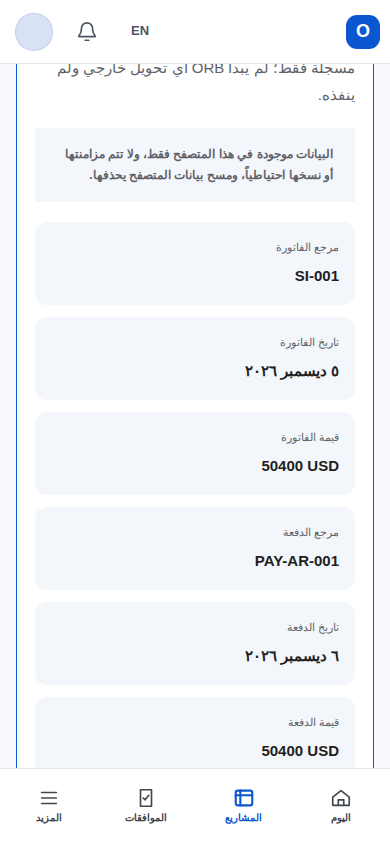 O
EN
مسجلة فقط؛ لم يبدأ ORB أي تحويل خارجي ولم
ينفذه.
البيانات موجودة في هذا المتصفح فقط، ولا تتم مزامنتها
أو نسخها احتياطياً، ومسح بيانات المتصفح يحذفها.
مرجع الفاتورة
SI-001
تاريخ الفاتورة
٥ ديسمبر ٢٠٢٦
قيمة الفاتورة
50400 USD
مرجع الدفعة
PAY-AR-001
تاريخ الدفعة
٦ ديسمبر ٢٠٢٦
قيمة الدفعة
50400 USD
اليوم
المشاريع
الموافقات
المزيد